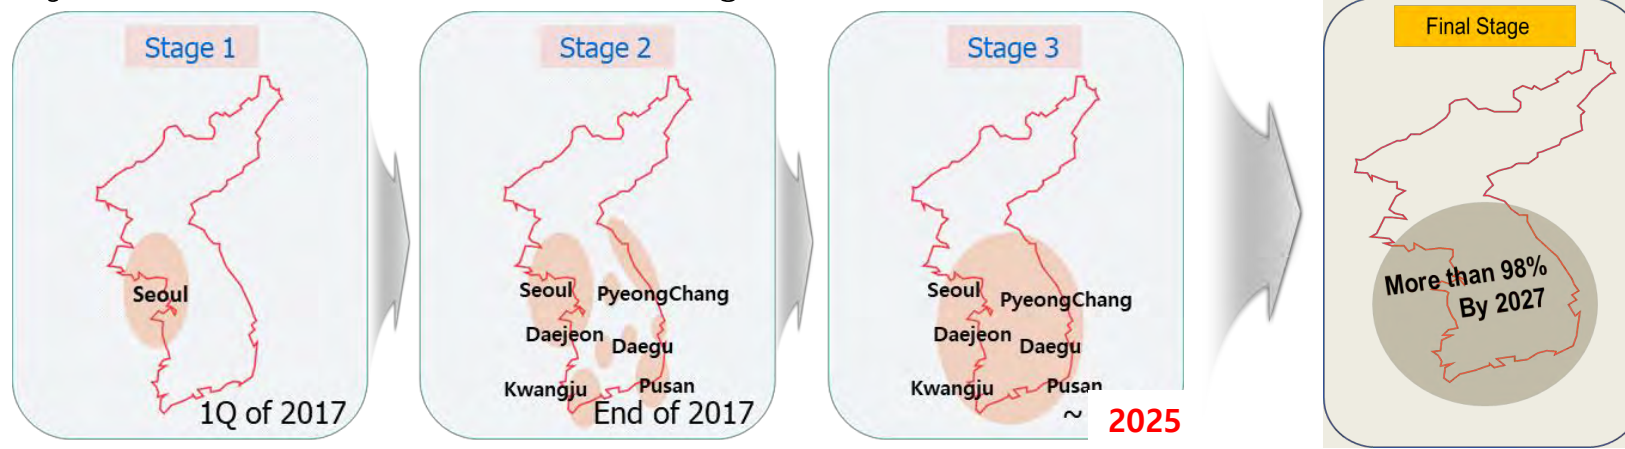 Stage 1
Seoul
1Q of 2017
Stage 2
Seoul
PyeongChang
Daejeon
Daegu
Kwangju
Pusan
End of 2017
Stage 3
Seoul
PyeongChang
Daejeon
Daegu
Kwangju
Pusan
~ 2025
Final Stage
More than 98%
By 2027